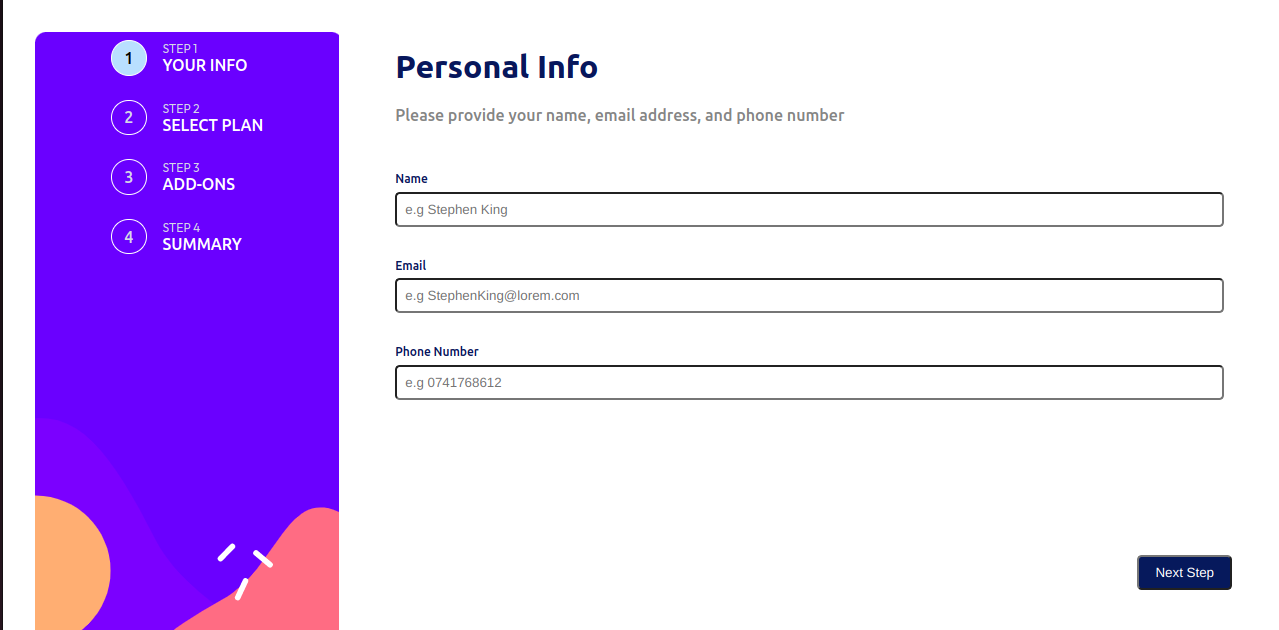 1
STEP 1
YOUR INFO
2
STEP 2
SELECT PLAN
3
STEP 3
ADD-ONS
4
STEP 4
SUMMARY
Personal Info
Please provide your name, email address, and phone number
Name
e.g Stephen King
Email
e.g StephenKing@lorem.com
Phone Number
e.g 0741768612
Next Step